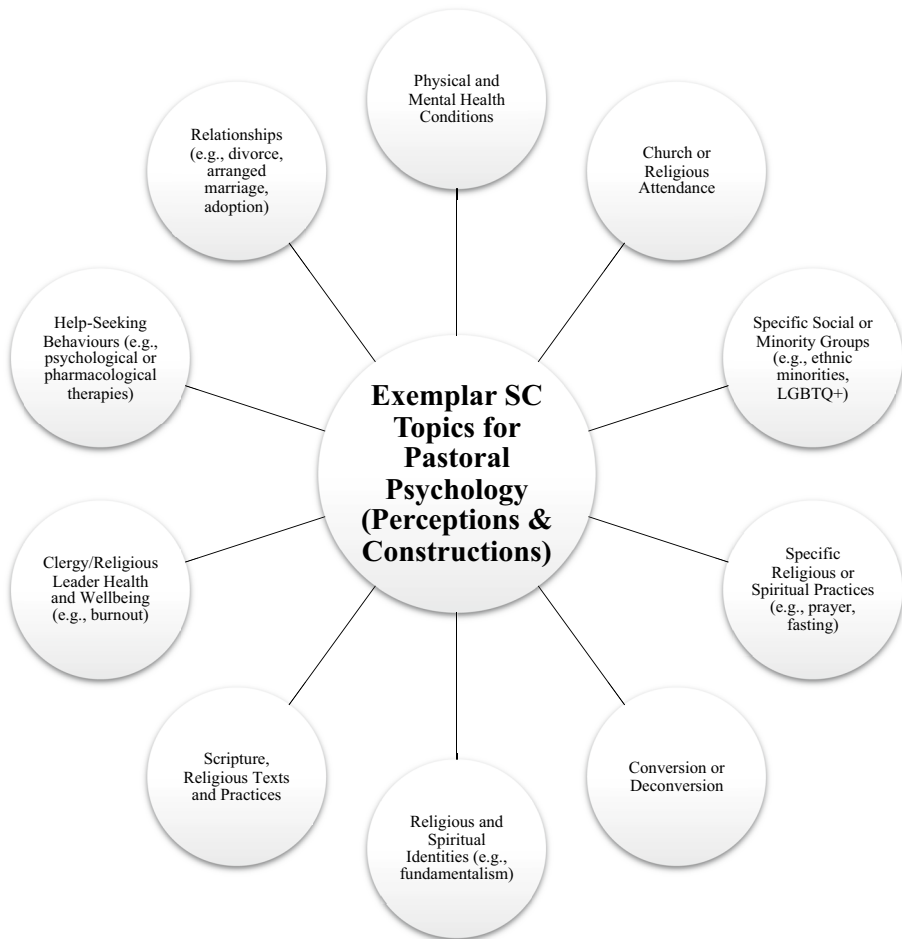 Physical and
Mental Health
Conditions
Church or
Religious
Attendance
Specific Social or
Minority Groups
(e.g., ethnic
minorities,
LGBTQ+)
Specific
Religious or
Spiritual Practices
(e.g., prayer,
fasting)
Conversion or
Deconversion
Religious and
Spiritual
Identities (e.g.,
fundamentalism)
Scripture,
Religious Texts
and Practices
Clergy/Religious
Leader Health
and Wellbeing
(e.g., burnout)
Help-Seeking
Behaviours (e.g.,
psychological or
pharmacological
therapies)
Relationships
(e.g., divorce,
arranged
marriage,
adoption)
Exemplar SC
Topics for
Pastoral
Psychology
(Perceptions &
Constructions)